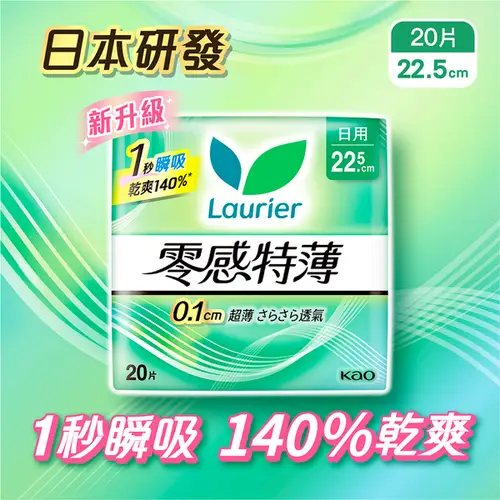 日本研發
20片
22.5cm
新升級
1秒瞬吸
乾爽140%*
日用
22.5cm
Laurier
零感特薄
0.1cm 超薄 さらさら透氣
20片
Kao
1秒瞬吸 140%乾爽